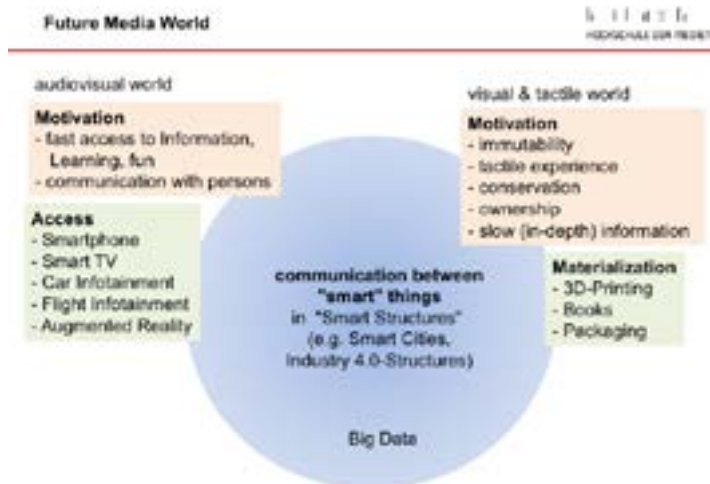 Future Media World
HOCHSCHULE DER MEDIEN
audiovisual world
Motivation
- fast access to Information,
Learning, fun
- communication with persons
Access
- Smartphone
- Smart TV
- Car Infotainment
- Flight Infotainment
- Augmented Reality
visual & tactile world
Motivation
- immutability
- tactile experience
- conservation
- ownership
- slow (in-depth) information
Materialization
- 3D-Printing
- Books
- Packaging
communication between
"smart" things
in "Smart Structures"
(e.g. Smart Cities,
Industry 4.0-Structures)
Big Data